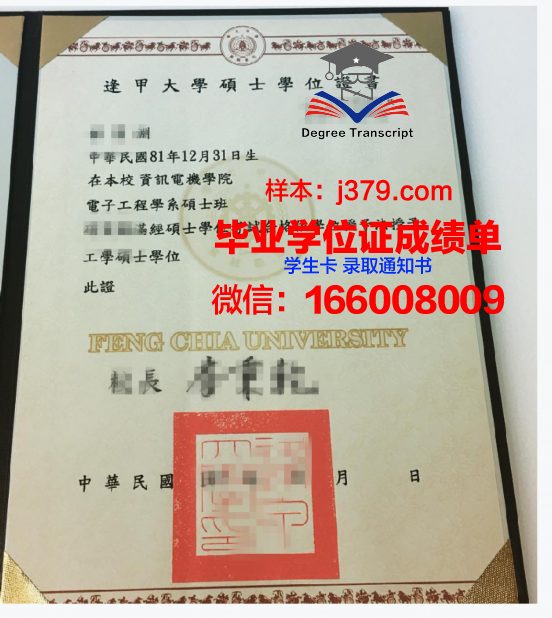 逢甲大學碩士學位證書
Degree Transcript
中華民國81年12月31日生
在本校 資訊電機學院
樣本：j379.com
電子工程學系碩士班
毕业学位证成绩单
工學碩士學位
学生卡 录取通知书
此證
微信：166008009
FENG CHIA UNIVERSITY
校長
中華民國 月 日